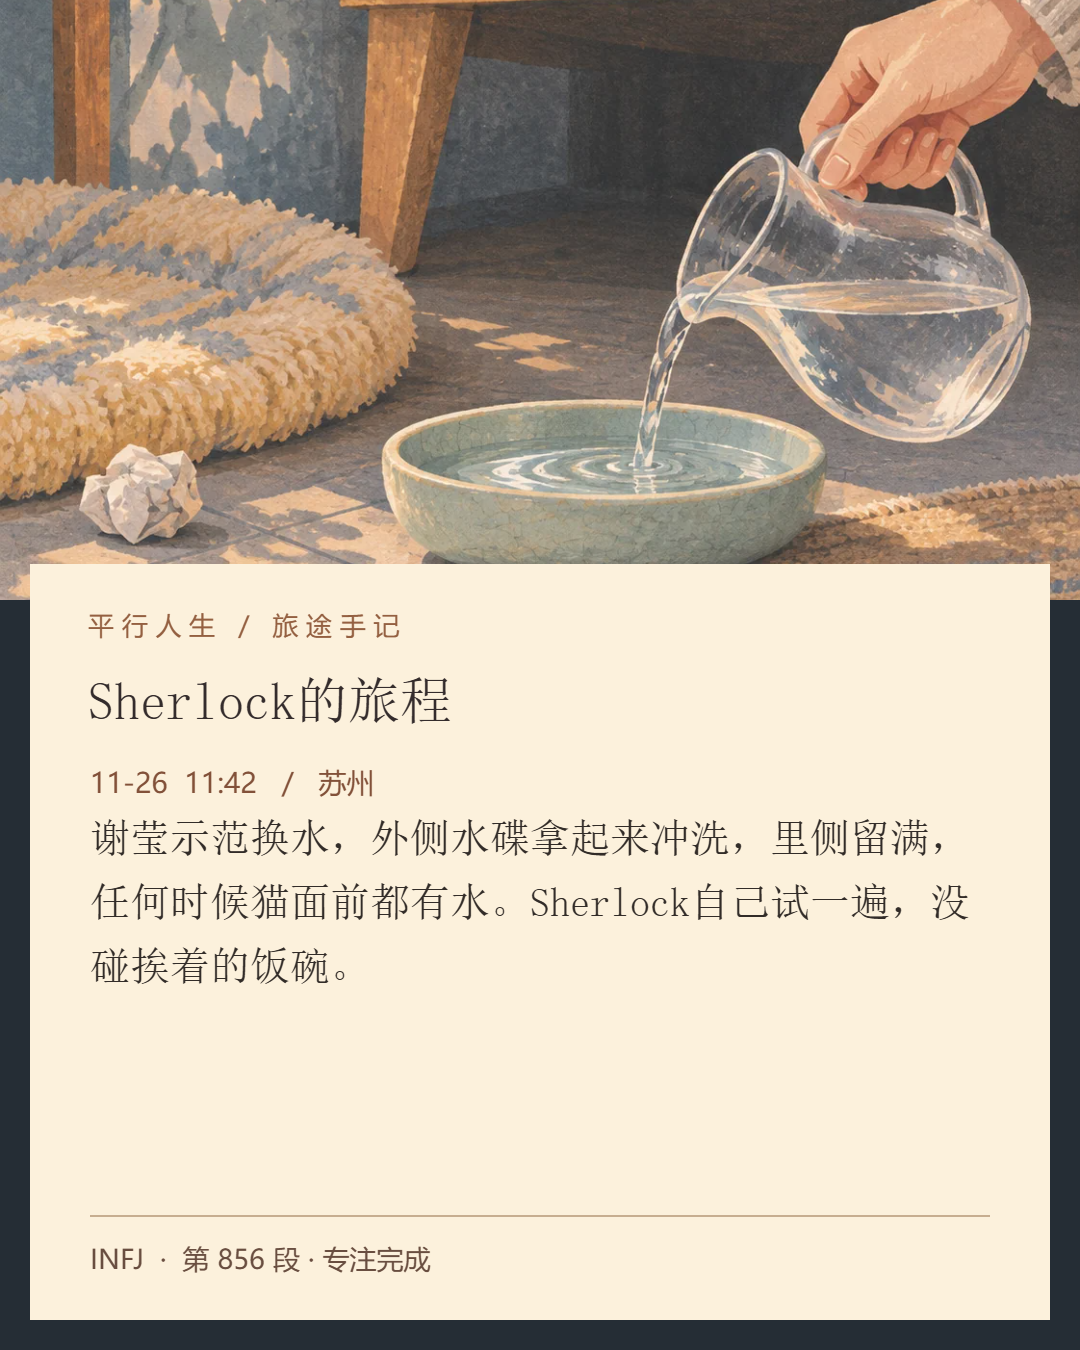 平行人生 / 旅途手记
Sherlock的旅程
11-26 11:42 / 苏州
谢莹示范换水，外侧水碟拿起来冲洗，里侧留满，
任何时候猫面前都有水。Sherlock自己试一遍，没
碰挨着的饭碗。
INFJ · 第 856 段 · 专注完成